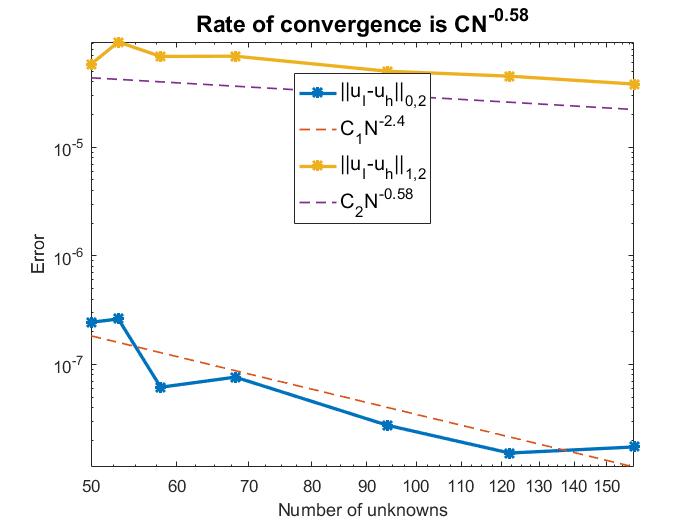 Rate of convergence is CN^-0.58
||u_I-u_h||_0,2
C_1N^-2.4
||u_I-u_h||_1,2
C_2N^-0.58
10^-5
10^-6
10^-7
Error
50 60 70 80 90 100 110 120 130 140 150
Number of unknowns